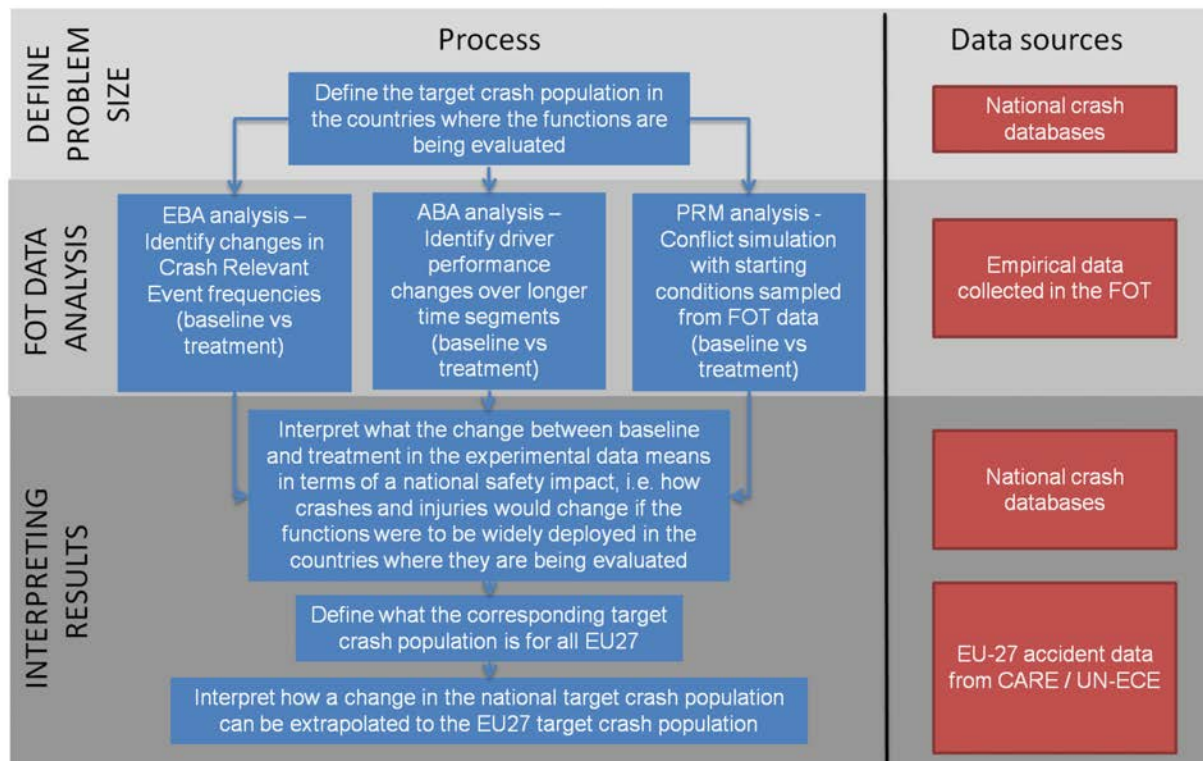 Process
Data sources
DEFINE
PROBLEM
SIZE
Define the target crash population in
the countries where the functions are
being evaluated
National crash
databases
FOT DATA
ANALYSIS
EBA analysis –
Identify changes in
Crash Relevant
Event frequencies
(baseline vs
treatment)
ABA analysis –
Identify driver
performance
changes over longer
time segments
(baseline vs
treatment)
PRM analysis -
Conflict simulation
with starting
conditions sampled
from FOT data
(baseline vs
treatment)
Empirical data
collected in the FOT
INTERPRETING
RESULTS
Interpret what the change between baseline
and treatment in the experimental data means
in terms of a national safety impact, i.e. how
crashes and injuries would change if the
functions were to be widely deployed in the
countries where they are being evaluated
National crash
databases
Define what the corresponding target
crash population is for all EU27
Interpret how a change in the national target crash population
can be extrapolated to the EU27 target crash population
EU-27 accident data
from CARE / UN-ECE